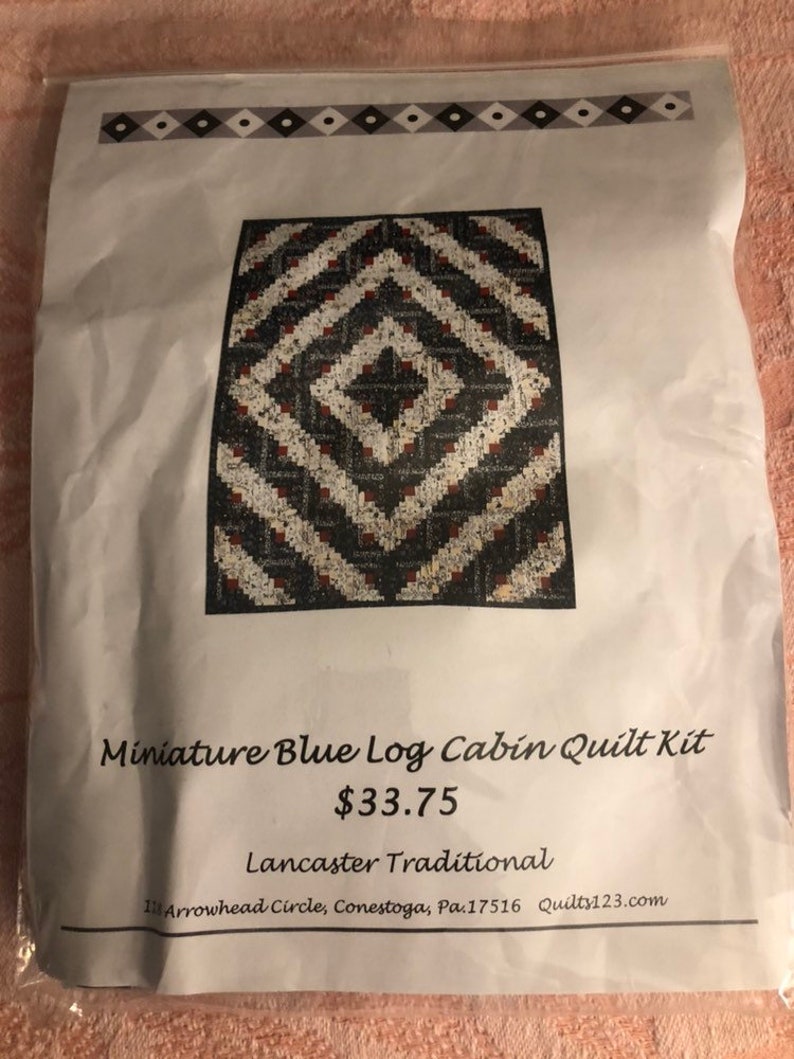 Miniature Blue Log Cabin Quilt Kit
$33.75
Lancaster Traditional
Arrowhead Circle, Conestoga, Pa.17516 Quilts123.com